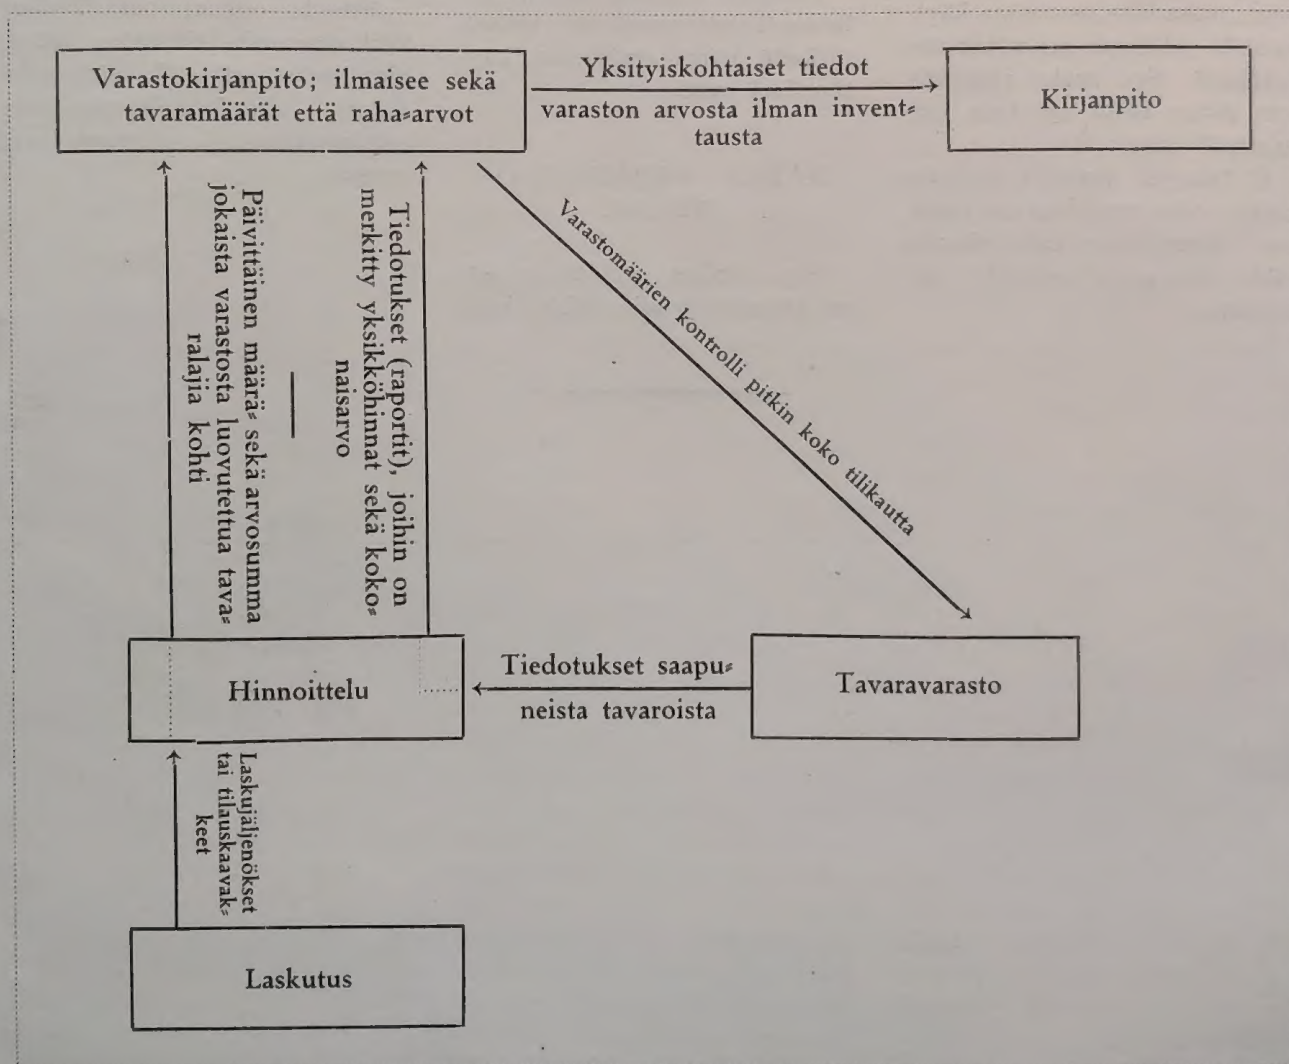 Varastokirjanpito; ilmaisee sekä
tavaramäärät että raha⸗arvot
Yksityiskohtaiset tiedot
varaston arvosta ilman invent⸗
tausta
Kirjanpito
Päivittäinen määrä⸗ sekä arvosumma
jokaista varastosta luovutettua tava⸗
ralajia kohti
Tiedotukset (raportit), joihin on
merkitty yksikköhinnat sekä koko⸗
naisarvo
Varastomäärien kontrolli pitkin koko tilikautta
Hinnoittelu
Tiedotukset saapu⸗
neista tavaroista
Tavaravarasto
Laskujäljenökset
tai tilauskaavak⸗
keet
Laskutus